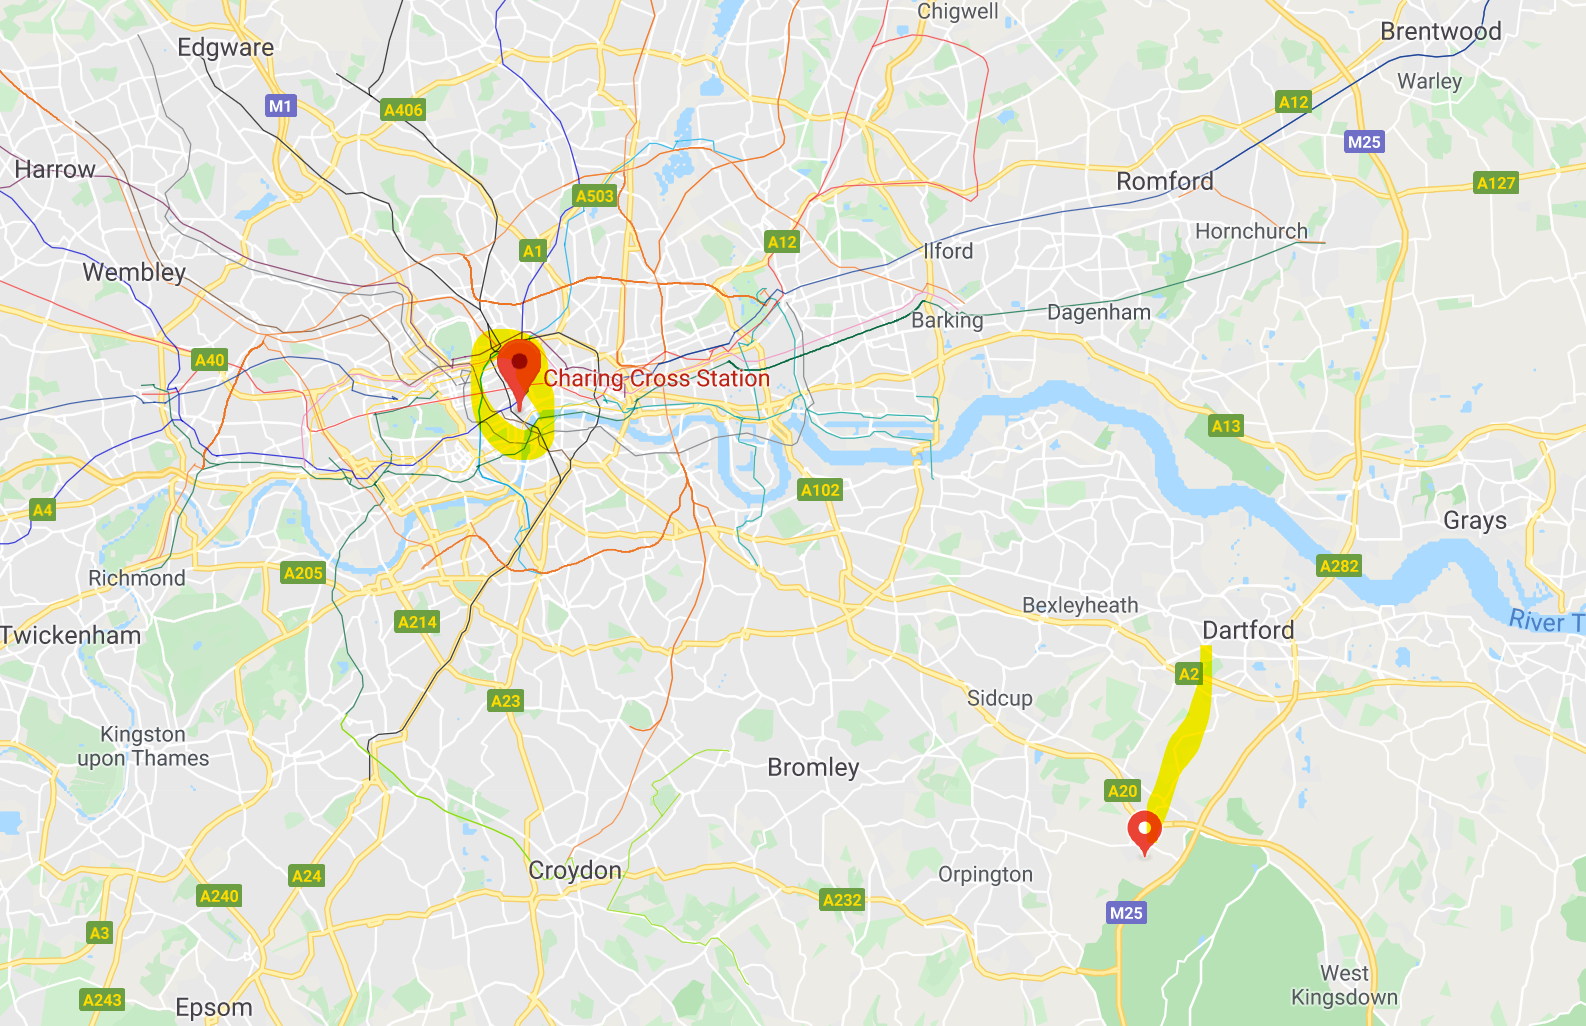 Chigwell
Brentwood
Edgware
Warley
M1
A406
A12
M25
Harrow
Romford
A127
A503
Hornchurch
A1
A12
Ilford
Wembley
Barking
Dagenham
A40
Charing Cross Station
A13
A4
A102
Grays
Richmond
A205
A282
Bexleyheath
A214
River T
Twickenham
Dartford
A2
A23
Sidcup
Kingston
upon Thames
Bromley
A20
Croydon
Orpington
A24
A240
A232
M25
A3
West
Kingsdown
A243
Epsom